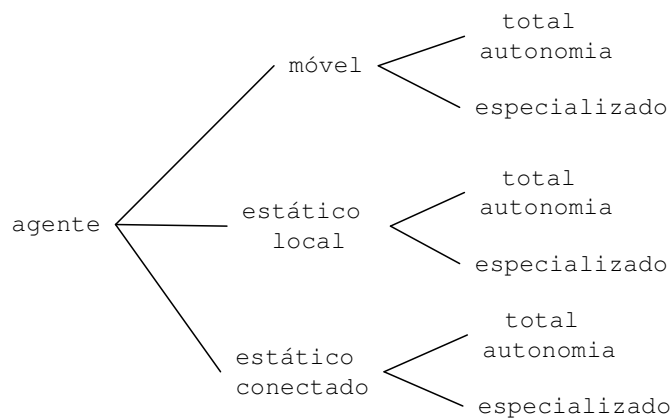 total
autonomia
móvel
especializado
total
autonomia
agente
estático
local
especializado
total
autonomia
estático
conectado
especializado